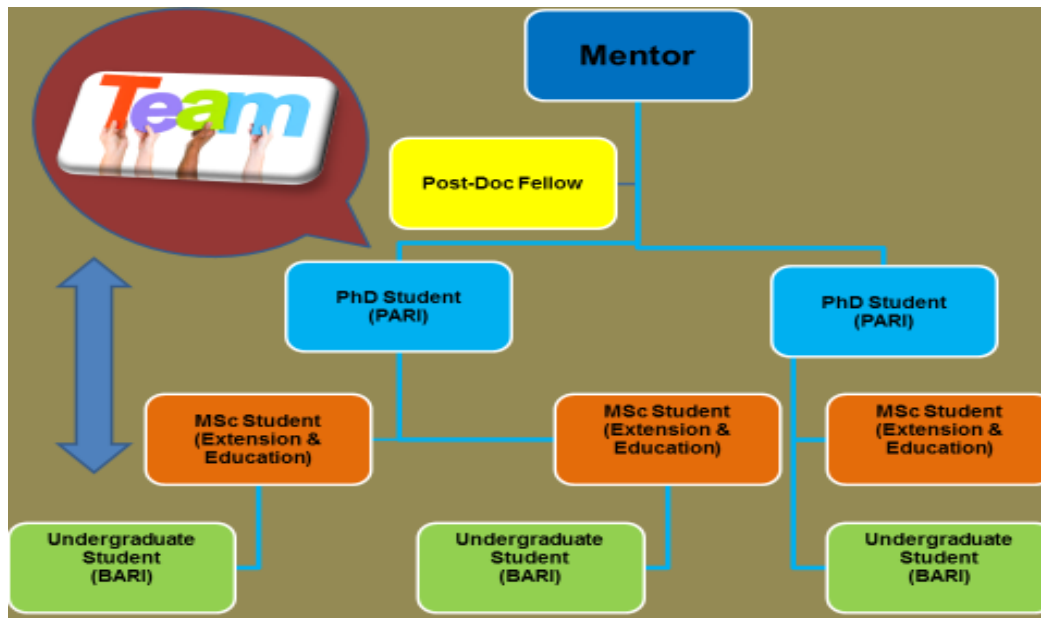 Team
Mentor
Post-Doc Fellow
PhD Student
(PARI)
PhD Student
(PARI)
MSc Student
(Extension &
Education)
MSc Student
(Extension &
Education)
MSc Student
(Extension &
Education)
Undergraduate
Student
(BARI)
Undergraduate
Student
(BARI)
Undergraduate
Student
(BARI)